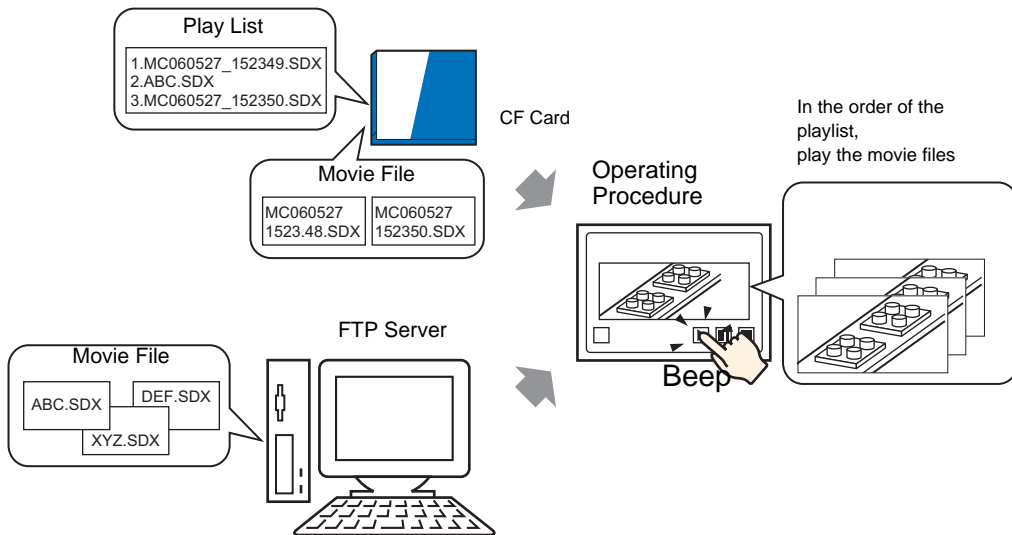 Play List
1.MC060527_152349.SDX
2.ABC.SDX
3.MC060527_152350.SDX
CF Card
Movie File
MC060527
1523.48.SDX
MC060527
152350.SDX
Operating
Procedure
In the order of the
playlist,
play the movie files
Beep
FTP Server
Movie File
ABC.SDX
DEF.SDX
XYZ.SDX